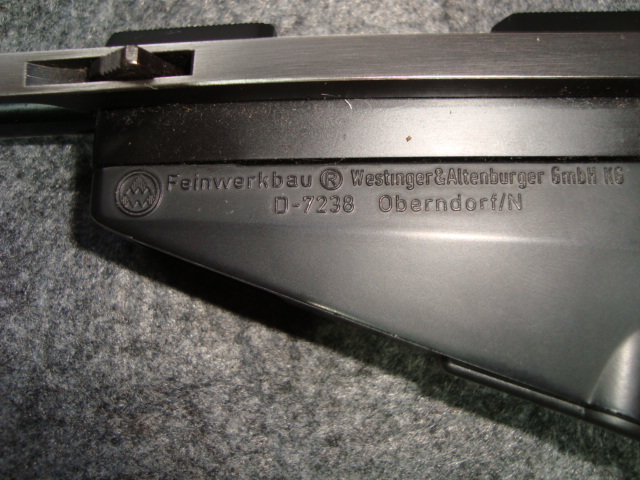 Feinwerkbau ® Westinger&Altenburger GmbH KG
D-7238 Oberndorf/N